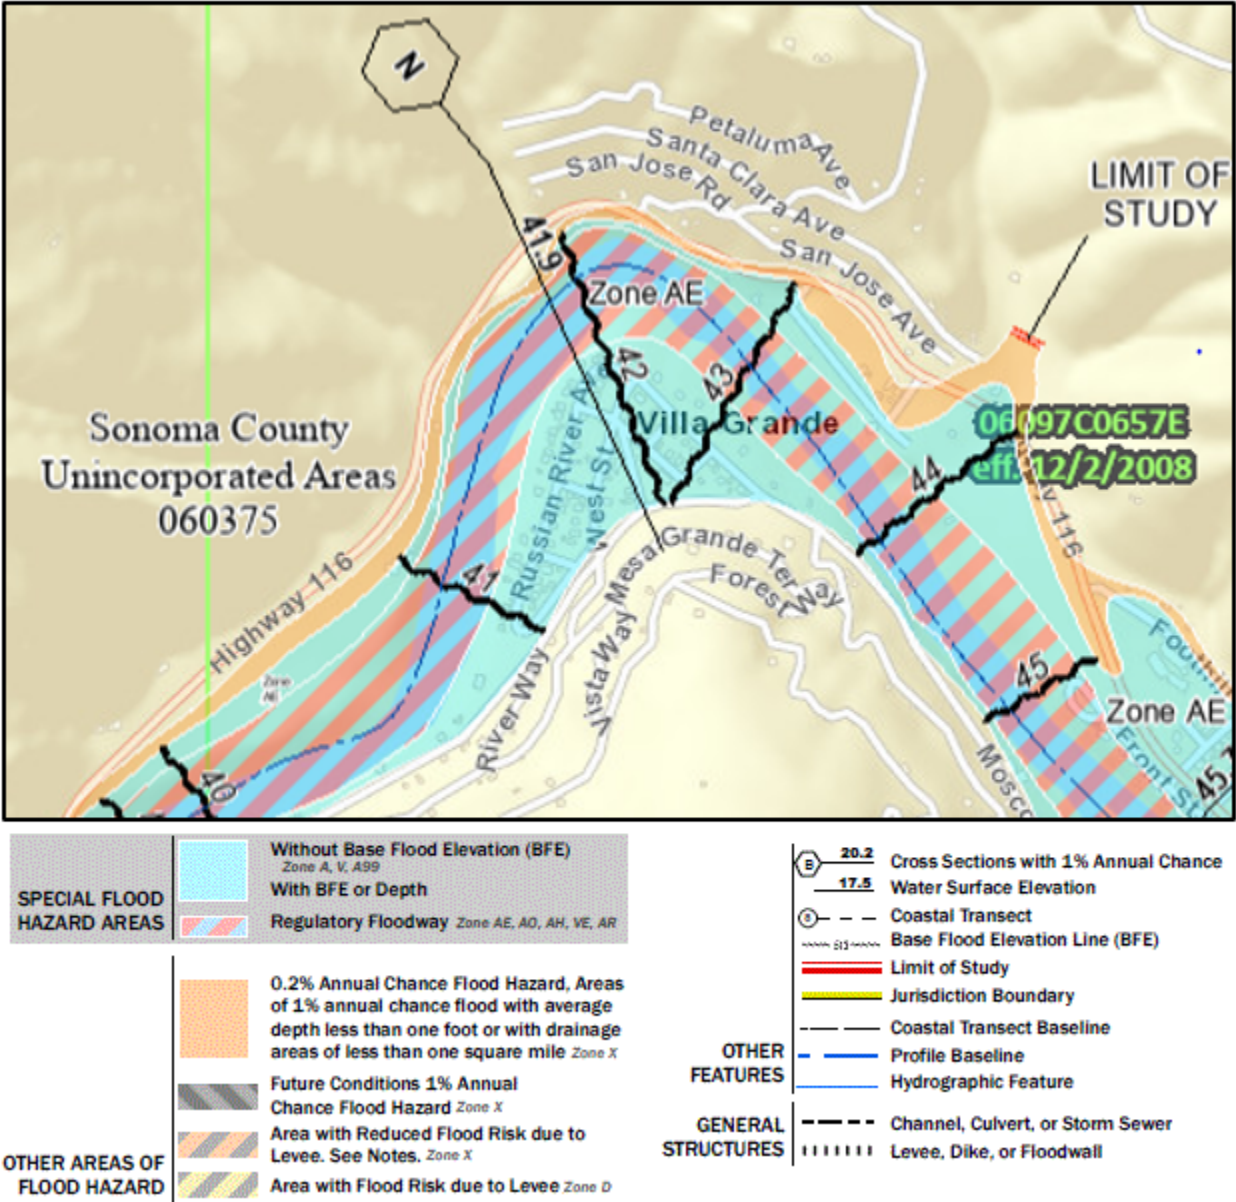 N
Petaluma Ave
Santa Clara Ave
San Jose Rd
San Jose Ave
LIMIT OF
STUDY
41.9
Zone AE
42
43
Villa Grande
Russian River Ave
West St
Sonoma County
Unincorporated Areas
060375
06097C0657E
eff. 12/2/2008
44
116
Highway 116
41
Mesa Grande Ter
Forest Way
Vista Way
River Way
Zone
40
45
Zone AE
Front St
Mosco
45.
SPECIAL FLOOD
HAZARD AREAS
Without Base Flood Elevation (BFE)
Zone A, V, A99
With BFE or Depth
Regulatory Floodway Zone AE, AO, AH, VE, AR
0.2% Annual Chance Flood Hazard, Areas
of 1% annual chance flood with average
depth less than one foot or with drainage
areas of less than one square mile Zone X
Future Conditions 1% Annual
Chance Flood Hazard Zone X
Area with Reduced Flood Risk due to
Levee. See Notes. Zone X
OTHER AREAS OF
FLOOD HAZARD
Area with Flood Risk due to Levee Zone D
B 20.2 Cross Sections with 1% Annual Chance
17.5 Water Surface Elevation
8 Coastal Transect
513 Base Flood Elevation Line (BFE)
Limit of Study
Jurisdiction Boundary
Coastal Transect Baseline
OTHER
FEATURES
Profile Baseline
Hydrographic Feature
GENERAL
STRUCTURES
Channel, Culvert, or Storm Sewer
Levee, Dike, or Floodwall